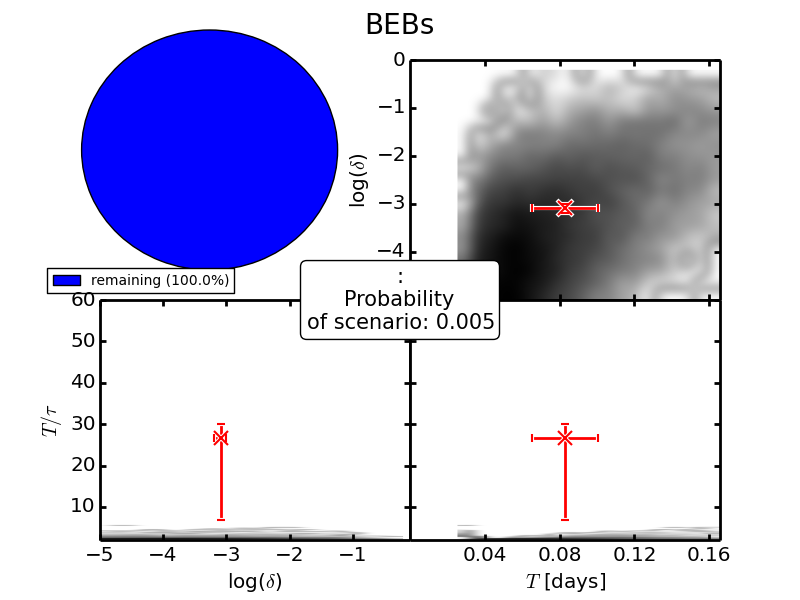 BEBs
0
−1
−2
−3
−4
log(δ)
remaining (100.0%)
:
Probability
of scenario: 0.005
60
50
40
30
20
10
T/τ
−5 −4 −3 −2 −1
0.04 0.08 0.12 0.16
log(δ)
T [days]